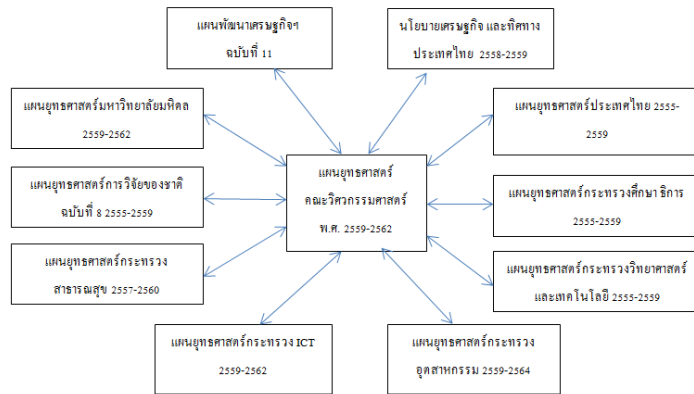 แผนพัฒนาเศรษฐกิจฯ
ฉบับที่ 11
นโยบายเศรษฐกิจ และทิศทาง
ประเทศไทย 2558-2559
แผนยุทธศาสตร์มหาวิทยาลัยมหิดล
2559-2562
แผนยุทธศาสตร์ประเทศไทย 2555-
2559
แผนยุทธศาสตร์
คณะวิศวกรรมศาสตร์
พ.ศ. 2559-2562
แผนยุทธศาสตร์การวิจัยของชาติ
ฉบับที่ 8 2555-2559
แผนยุทธศาสตร์กระทรวงศึกษา ธิการ
2555-2559
แผนยุทธศาสตร์กระทรวง
สาธารณสุข 2557-2560
แผนยุทธศาสตร์กระทรวงวิทยาศาสตร์
และเทคโนโลยี 2555-2559
แผนยุทธศาสตร์กระทรวง ICT
2559-2562
แผนยุทธศาสตร์กระทรวง
อุตสาหกรรม 2559-2564